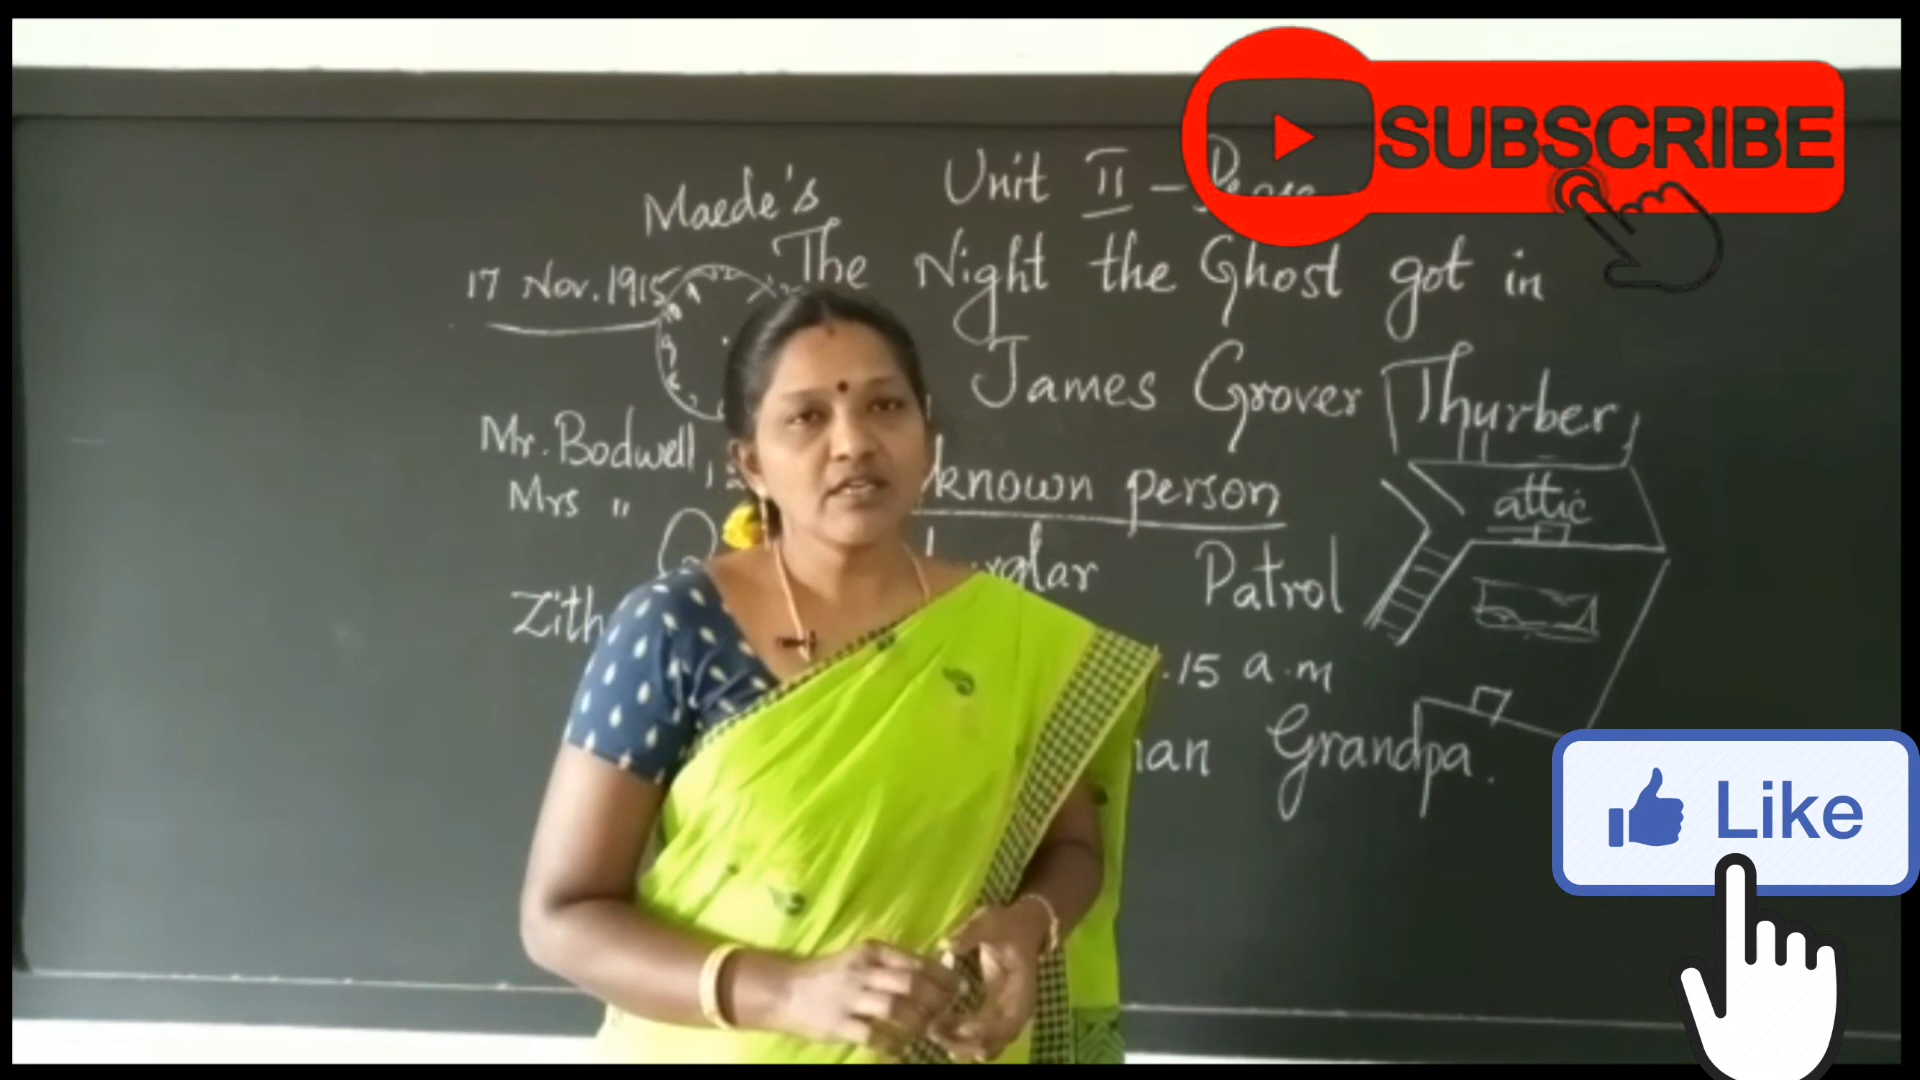 SUBSCRIBE
Unit II - Prose
Maede's
The Night the Ghost got in
17 Nov. 1915
James Grover Thurber
Mr. Bodwell,
known person
attic
Mrs "
Patrol
.15 a.m
Grandpa.
Like